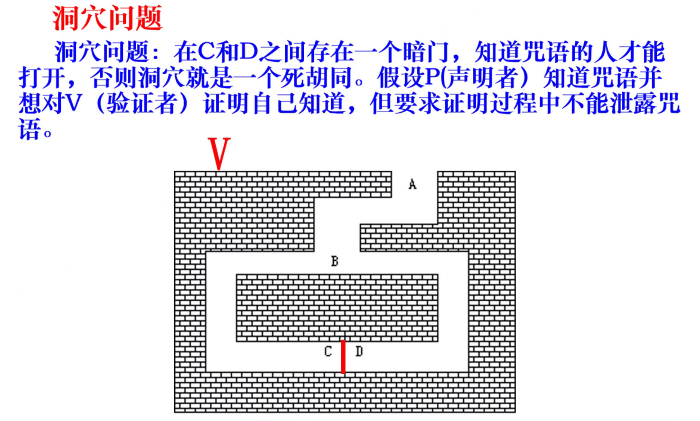 洞穴问题
洞穴问题：在C和D之间存在一个暗门，知道咒语的人才能
打开，否则洞穴就是一个死胡同。假设P(声明者）知道咒语并
想对V（验证者）证明自己知道，但要求证明过程中不能泄露咒
语。
V
A
B
C D